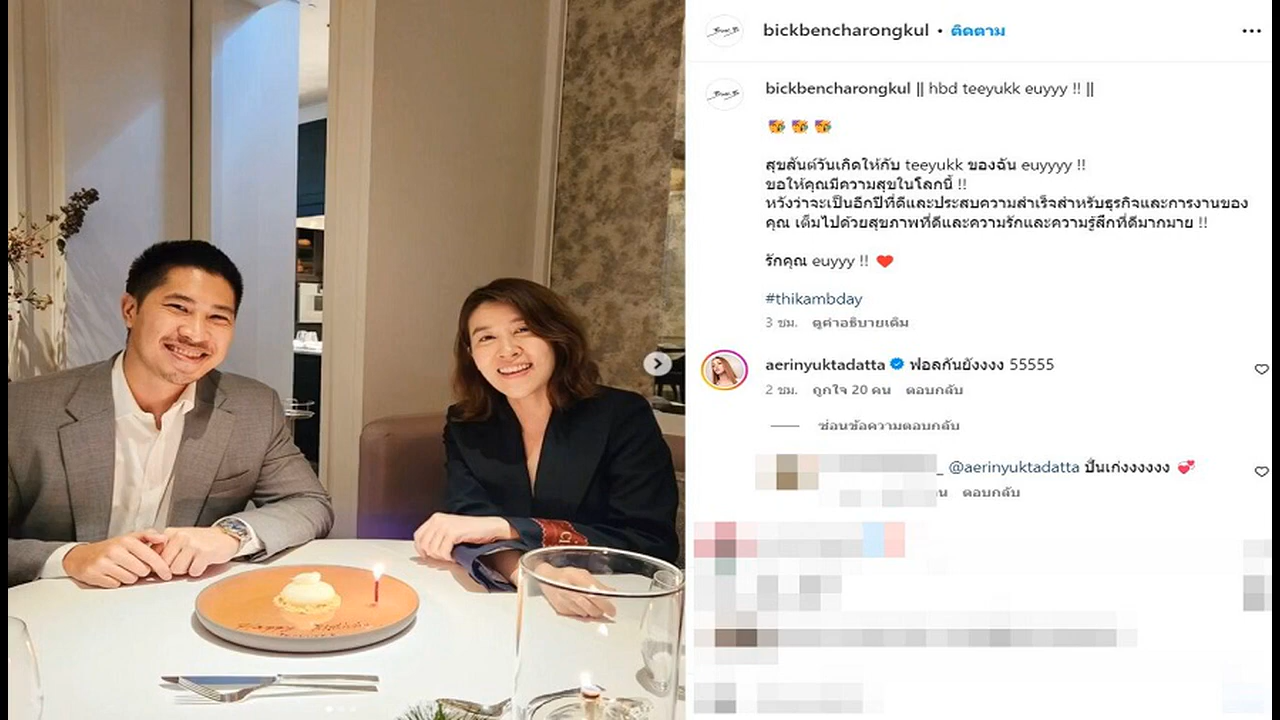 bickbencharongkul • ติดตาม
bickbencharongkul || hbd teeyukk euyyy !! ||
สุขสันต์วันเกิดให้กับ teeyukk ของฉัน euyyyy !!
ขอให้คุณมีความสุขในโลกนี้ !!
หวังว่าจะเป็นอีกปีที่ดีและประสบความสำเร็จสำหรับธุรกิจและการงานของ
คุณ เต็มไปด้วยสุขภาพที่ดีและความรักและความรู้สึกที่ดีมากมาย !!
รักคุณ euyyy !! ❤️
#thikambday
3 ชม. ดูคำอธิบายเดิม
aerinyuktadatta ฟอลกันยังงงง 55555
2 ชม. ถูกใจ 20 คน ตอบกลับ
ซ่อนข้อความตอบกลับ
@aerinyuktadatta ปั่นเก่งงงงงง 💞
ตอบกลับ